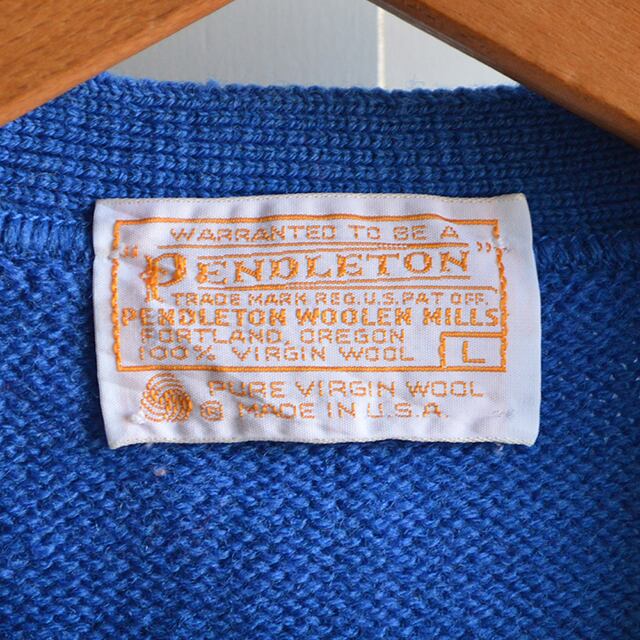 WARRANTED TO BE A
"PENDLETON"
TRADE MARK REG. U.S. PAT OFF.
PENDLETON WOOLEN MILLS
PORTLAND, OREGON
100% VIRGIN WOOL L
PURE VIRGIN WOOL
® MADE IN U.S.A.